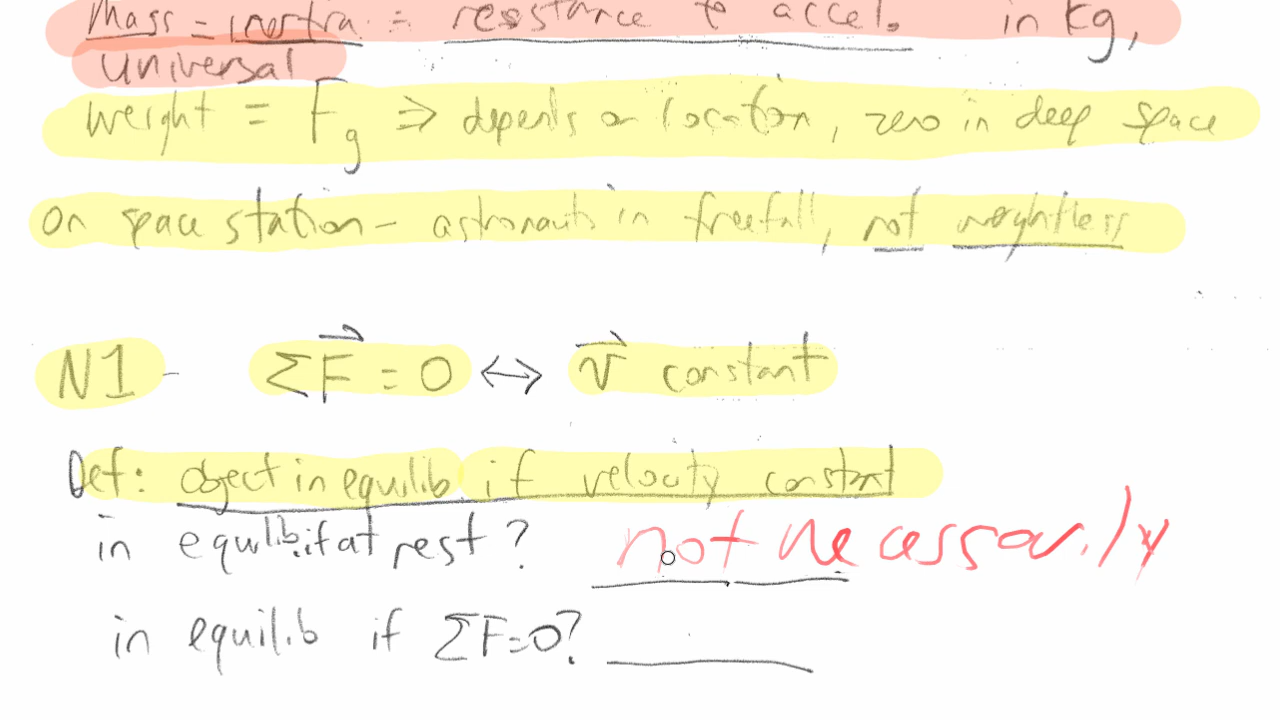 Mass = inertia = resistance to accel. in kg,
universal
weight = Fg ⇒ depends on location, zero in deep space
on space station - astronauts in freefall, not weightless
N1 - ΣF⃗ = 0 ↔ v⃗ constant
Def: object in equilib if velocity constant
in equilib. if at rest? not necessarily
in equilib if ΣF=0?